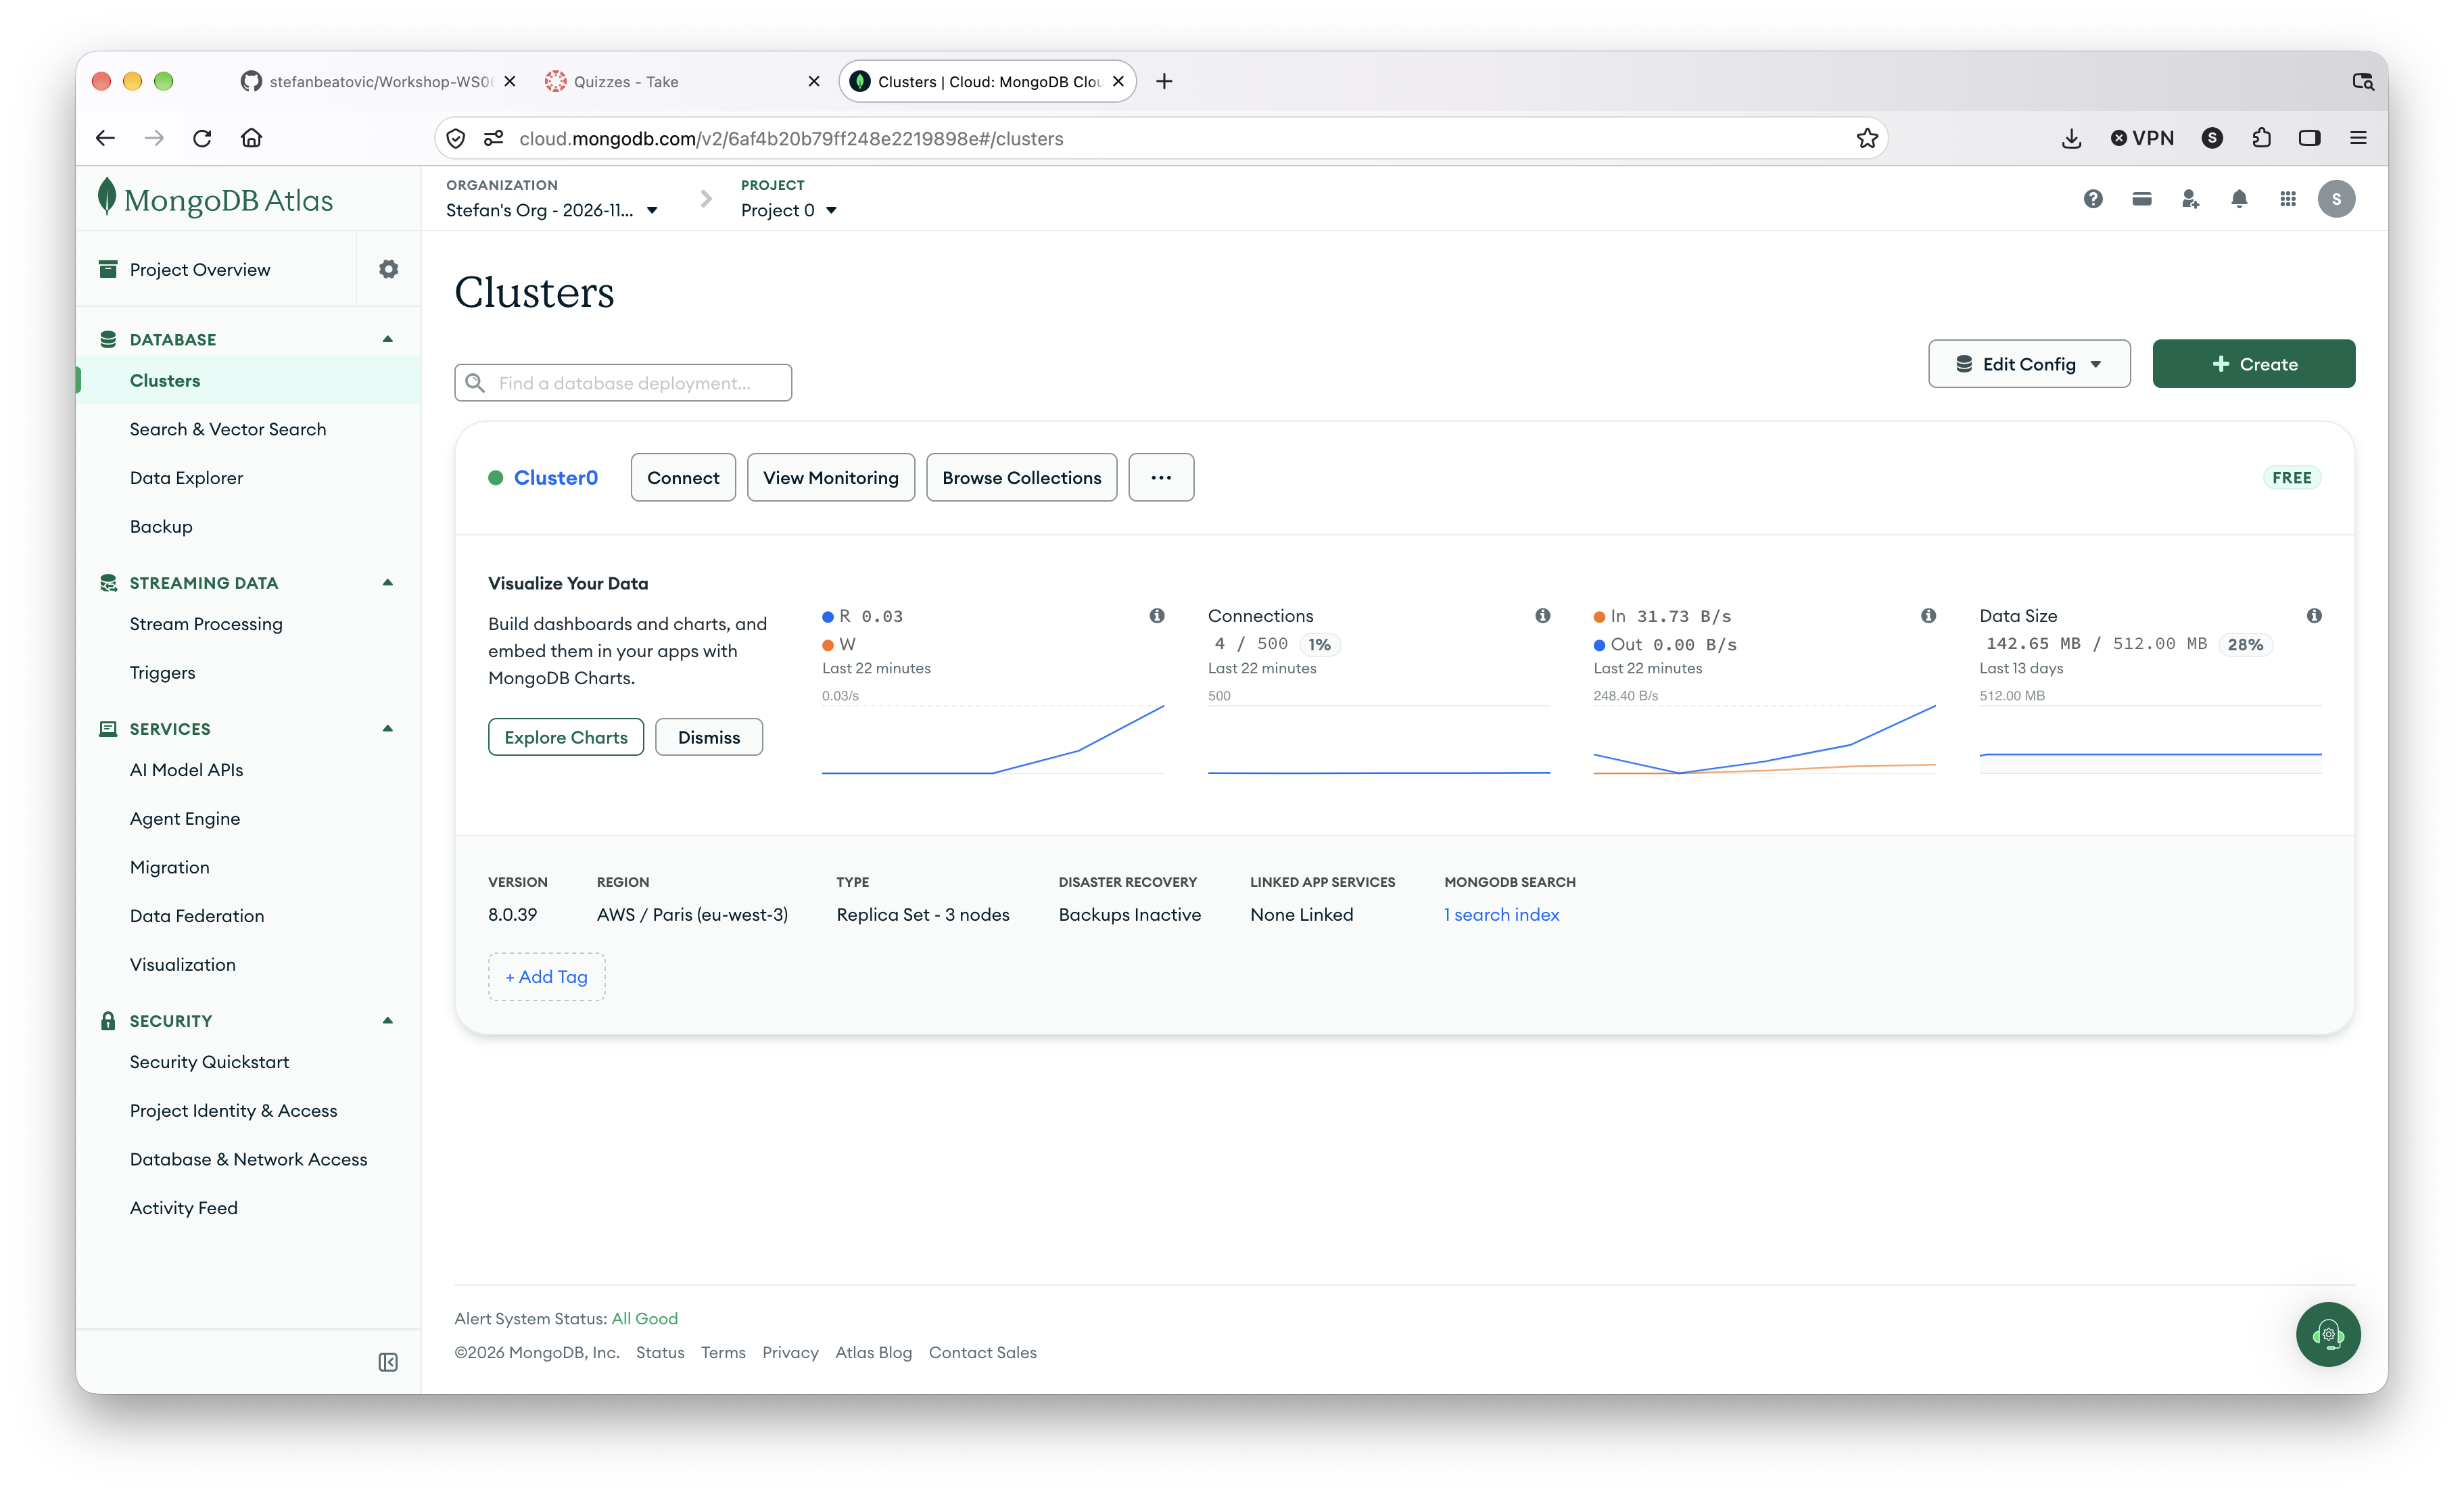 stefanbeatovic/Workshop-WS06
Quizzes - Take
Clusters | Cloud: MongoDB Clou
cloud.mongodb.com/v2/6af4b20b79ff248e2219898e#/clusters
VPN
S
MongoDB Atlas
ORGANIZATION
Stefan's Org - 2026-11...
PROJECT
Project 0
S
Project Overview
DATABASE
Clusters
Search & Vector Search
Data Explorer
Backup
STREAMING DATA
Stream Processing
Triggers
SERVICES
AI Model APIs
Agent Engine
Migration
Data Federation
Visualization
SECURITY
Security Quickstart
Project Identity & Access
Database & Network Access
Activity Feed
Clusters
Find a database deployment...
Edit Config
+ Create
Cluster0
Connect
View Monitoring
Browse Collections
...
FREE
Visualize Your Data
Build dashboards and charts, and
embed them in your apps with
MongoDB Charts.
Explore Charts
Dismiss
R 0.03
W
Last 22 minutes
0.03/s
Connections
4 / 500 1%
Last 22 minutes
500
In 31.73 B/s
Out 0.00 B/s
Last 22 minutes
248.40 B/s
Data Size
142.65 MB / 512.00 MB 28%
Last 13 days
512.00 MB
VERSION
8.0.39
REGION
AWS / Paris (eu-west-3)
TYPE
Replica Set - 3 nodes
DISASTER RECOVERY
Backups Inactive
LINKED APP SERVICES
None Linked
MONGODB SEARCH
1 search index
+ Add Tag
Alert System Status: All Good
©2026 MongoDB, Inc. Status Terms Privacy Atlas Blog Contact Sales